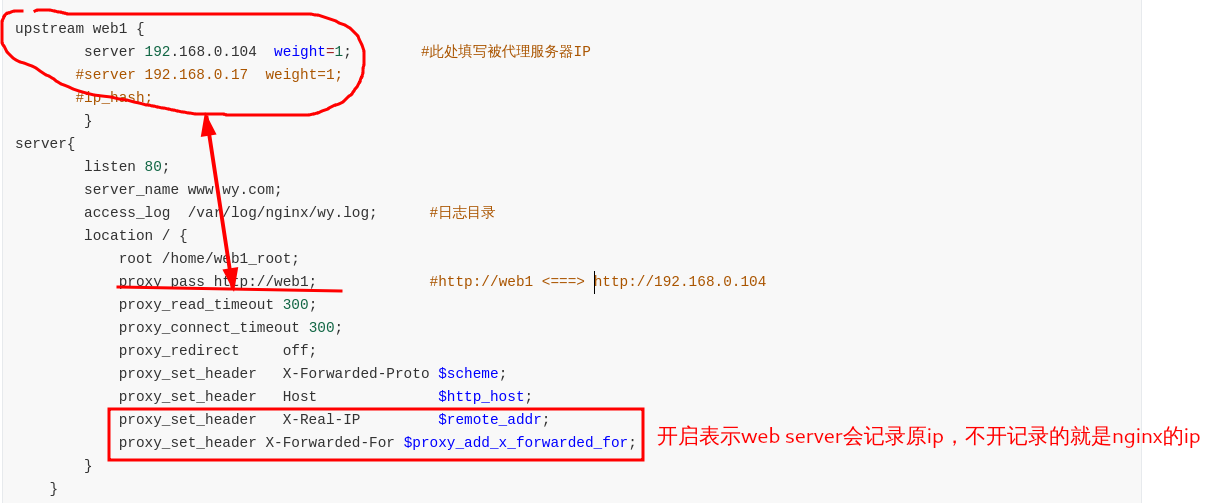 upstream web1 {
server 192.168.0.104 weight=1; #此处填写被代理服务器IP
#server 192.168.0.17 weight=1;
#ip_hash;
}
server{
listen 80;
server_name www.wy.com;
access_log /var/log/nginx/wy.log; #日志目录
location / {
root /home/web1_root;
proxy_pass http://web1; #http://web1 <===> http://192.168.0.104
proxy_read_timeout 300;
proxy_connect_timeout 300;
proxy_redirect off;
proxy_set_header X-Forwarded-Proto $scheme;
proxy_set_header Host $http_host;
proxy_set_header X-Real-IP $remote_addr;
proxy_set_header X-Forwarded-For $proxy_add_x_forwarded_for;
开启表示web server会记录原ip，不开记录的就是nginx的ip
}
}